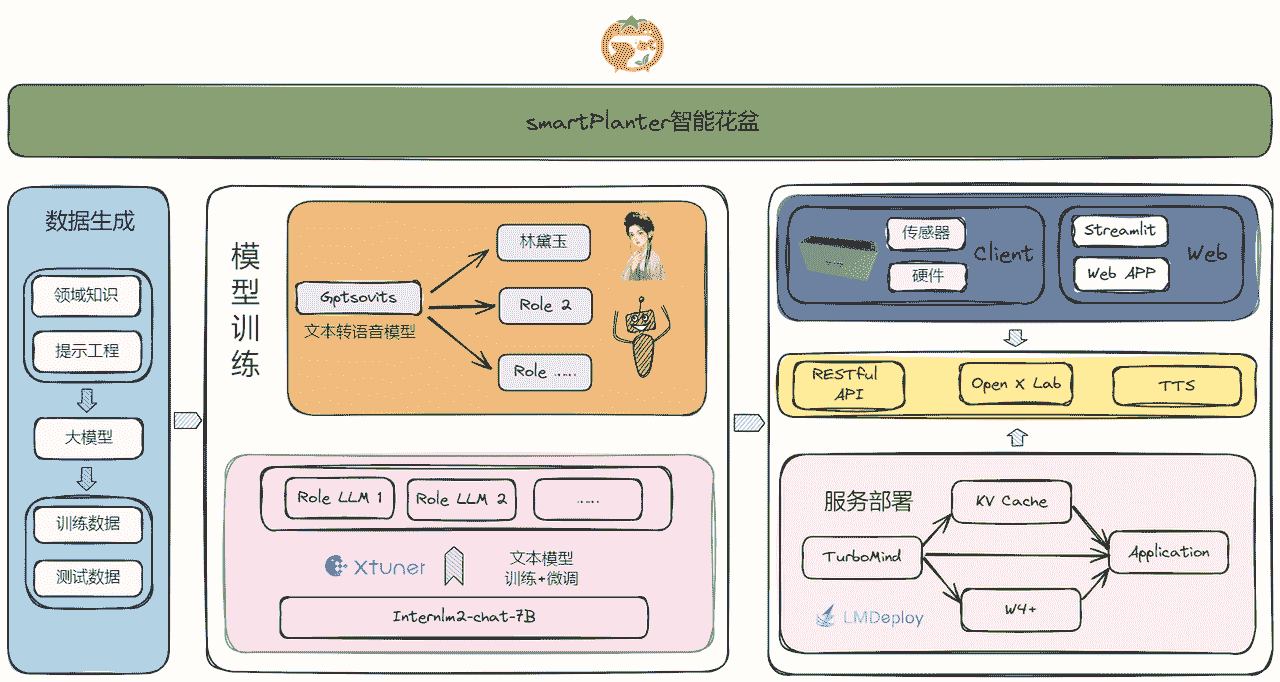 smartPlanter智能花盆
数据生成
领域知识
提示工程
大模型
训练数据
测试数据
模型训练
Gptsovits
文本转语音模型
林黛玉
Role 2
Role ......
Role LLM 1
Role LLM 2
......
Xtuner
文本模型
训练+微调
Internlm2-chat-7B
传感器
硬件
Client
Streamlit
Web APP
Web
RESTful
API
Open X Lab
TTS
服务部署
KV Cache
TurboMind
Application
W4+
LMDeploy